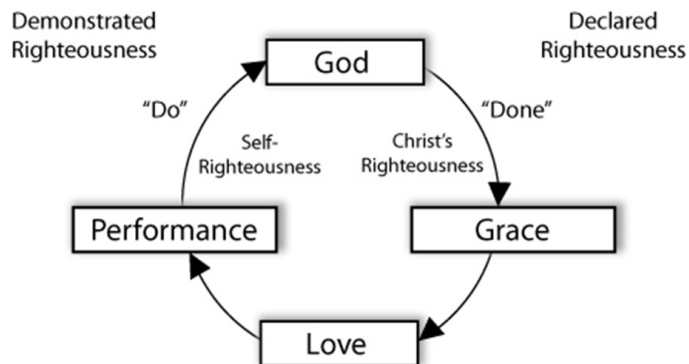 Demonstrated
Righteousness
Declared
Righteousness
God
“Do”
“Done”
Self-
Righteousness
Christ’s
Righteousness
Performance
Grace
Love